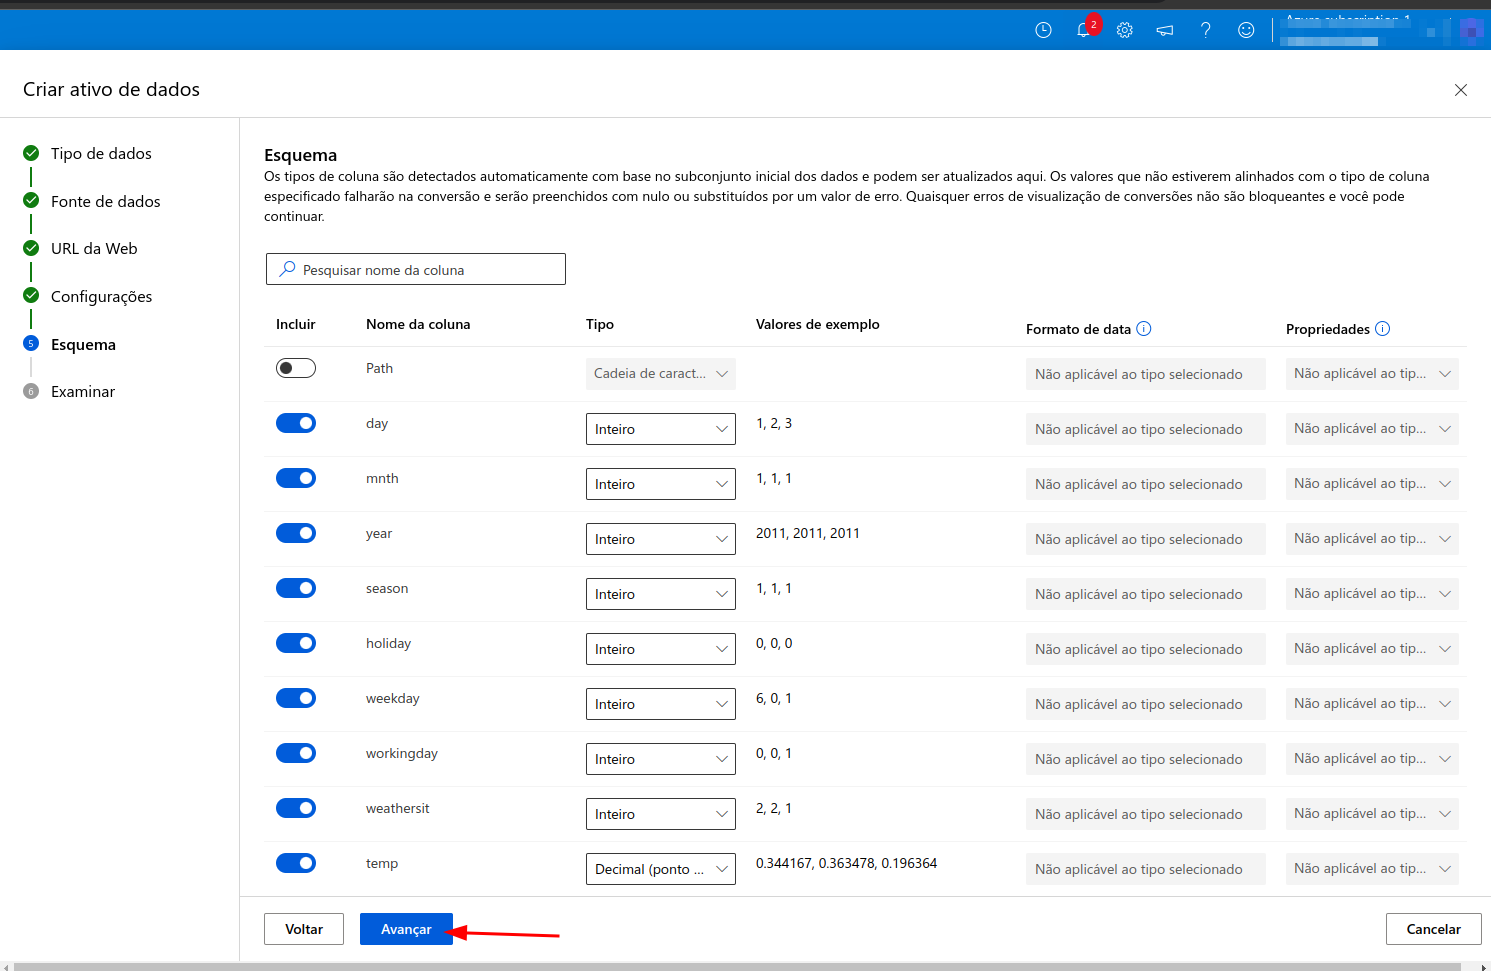 2
Azure subscription 1
Criar ativo de dados
Tipo de dados
Fonte de dados
URL da Web
Configurações
5 Esquema
6 Examinar
Esquema
Os tipos de coluna são detectados automaticamente com base no subconjunto inicial dos dados e podem ser atualizados aqui. Os valores que não estiverem alinhados com o tipo de coluna
especificado falharão na conversão e serão preenchidos com nulo ou substituídos por um valor de erro. Quaisquer erros de visualização de conversões não são bloqueantes e você pode
continuar.
Pesquisar nome da coluna
Incluir Nome da coluna Tipo Valores de exemplo Formato de data Propriedades
Path Cadeia de caract... Não aplicável ao tipo selecionado Não aplicável ao tip...
day Inteiro 1, 2, 3 Não aplicável ao tipo selecionado Não aplicável ao tip...
mnth Inteiro 1, 1, 1 Não aplicável ao tipo selecionado Não aplicável ao tip...
year Inteiro 2011, 2011, 2011 Não aplicável ao tipo selecionado Não aplicável ao tip...
season Inteiro 1, 1, 1 Não aplicável ao tipo selecionado Não aplicável ao tip...
holiday Inteiro 0, 0, 0 Não aplicável ao tipo selecionado Não aplicável ao tip...
weekday Inteiro 6, 0, 1 Não aplicável ao tipo selecionado Não aplicável ao tip...
workingday Inteiro 0, 0, 1 Não aplicável ao tipo selecionado Não aplicável ao tip...
weathersit Inteiro 2, 2, 1 Não aplicável ao tipo selecionado Não aplicável ao tip...
temp Decimal (ponto ... 0.344167, 0.363478, 0.196364 Não aplicável ao tipo selecionado Não aplicável ao tip...
Voltar Avançar Cancelar